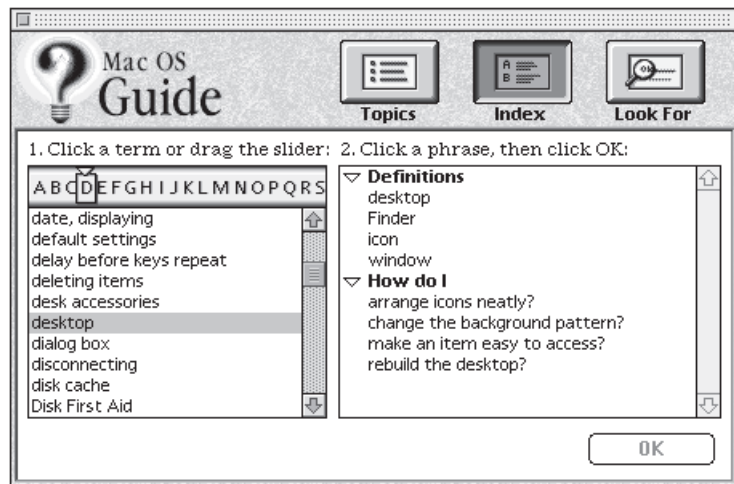 Mac OS
Guide
Topics
Index
Look For
1. Click a term or drag the slider:
A B C D E F G H I J K L M N O P Q R S
date, displaying
default settings
delay before keys repeat
deleting items
desk accessories
desktop
dialog box
disconnecting
disk cache
Disk First Aid
2. Click a phrase, then click OK:
Definitions
desktop
Finder
icon
window
How do I
arrange icons neatly?
change the background pattern?
make an item easy to access?
rebuild the desktop?
OK